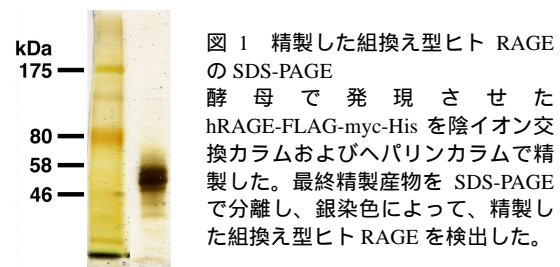 kDa
175
80
58
46
図 1 精製した組換え型ヒト RAGE
の SDS-PAGE
酵母で発現させた
hRAGE-FLAG-myc-His を陰イオン交
換カラムおよびヘパリンカラムで精
製した。最終精製産物を SDS-PAGE
で分離し、銀染色によって、精製し
た組換え型ヒト RAGE を検出した。